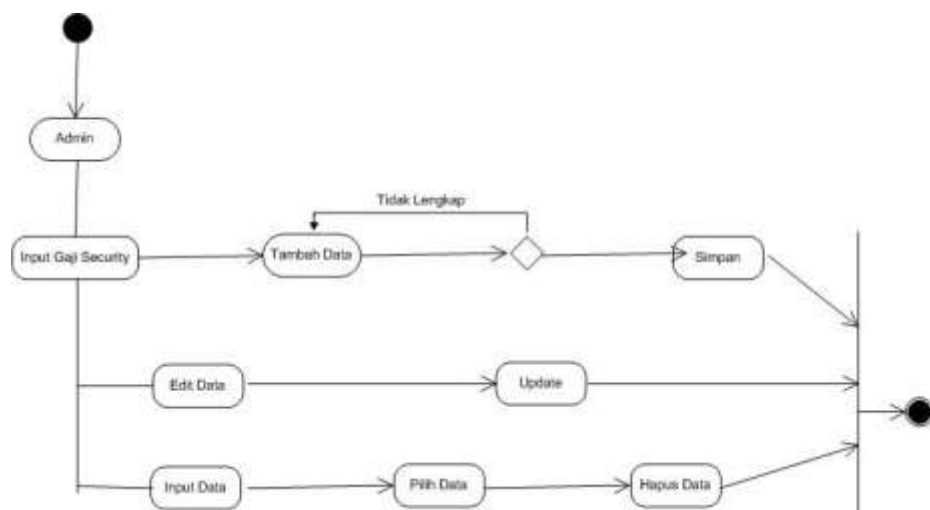 Admin
Tidak Lengkap
Input Gaji Security
Tambah Data
Simpan
Edit Data
Update
Input Data
Pilih Data
Hapus Data